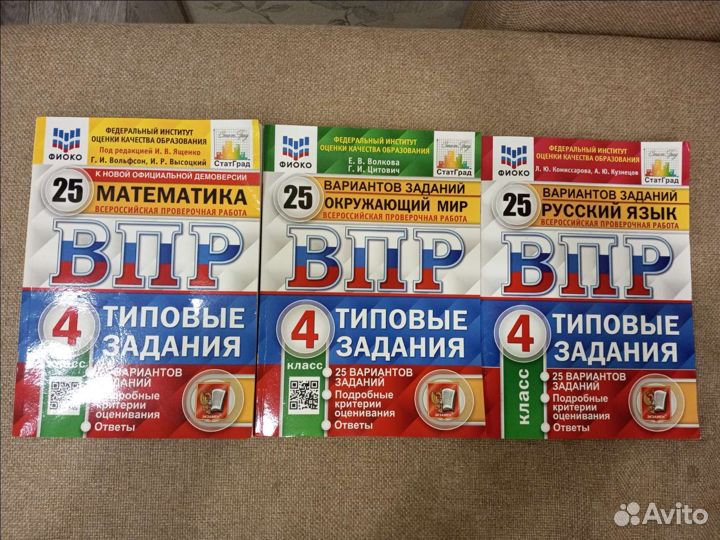 ФИОКО
ФЕДЕРАЛЬНЫЙ ИНСТИТУТ
ОЦЕНКИ КАЧЕСТВА ОБРАЗОВАНИЯ
Под редакцией И. В. Ященко
Г. И. Вольфсон, И. Р. Высоцкий
СтатГрад
К НОВОЙ ОФИЦИАЛЬНОЙ ДЕМОВЕРСИИ
25
МАТЕМАТИКА
ВСЕРОССИЙСКАЯ ПРОВЕРОЧНАЯ РАБОТА
ВПР
4
класс
ТИПОВЫЕ
ЗАДАНИЯ
25 ВАРИАНТОВ
ЗАДАНИЙ
Подробные
критерии
оценивания
Ответы
ЭКЗАМЕН
ФИОКО
ФЕДЕРАЛЬНЫЙ ИНСТИТУТ
ОЦЕНКИ КАЧЕСТВА ОБРАЗОВАНИЯ
Е. В. Волкова
Г. И. Цитович
СтатГрад
25
ВАРИАНТОВ ЗАДАНИЙ
ОКРУЖАЮЩИЙ МИР
ВСЕРОССИЙСКАЯ ПРОВЕРОЧНАЯ РАБОТА
ВПР
4
класс
ТИПОВЫЕ
ЗАДАНИЯ
25 ВАРИАНТОВ
ЗАДАНИЙ
Подробные
критерии
оценивания
Ответы
ЭКЗАМЕН
ФИОКО
ФЕДЕРАЛЬНЫЙ ИНСТИТУТ
ОЦЕНКИ КАЧЕСТВА ОБРАЗОВАНИЯ
Л. Ю. Комиссарова, А. Ю. Кузнецов
СтатГрад
25
ВАРИАНТОВ ЗАДАНИЙ
РУССКИЙ ЯЗЫК
ВСЕРОССИЙСКАЯ ПРОВЕРОЧНАЯ РАБОТА
ВПР
4
класс
ТИПОВЫЕ
ЗАДАНИЯ
25 ВАРИАНТОВ
ЗАДАНИЙ
Подробные
критерии
оценивания
Ответы
ЭКЗАМЕН
Avito